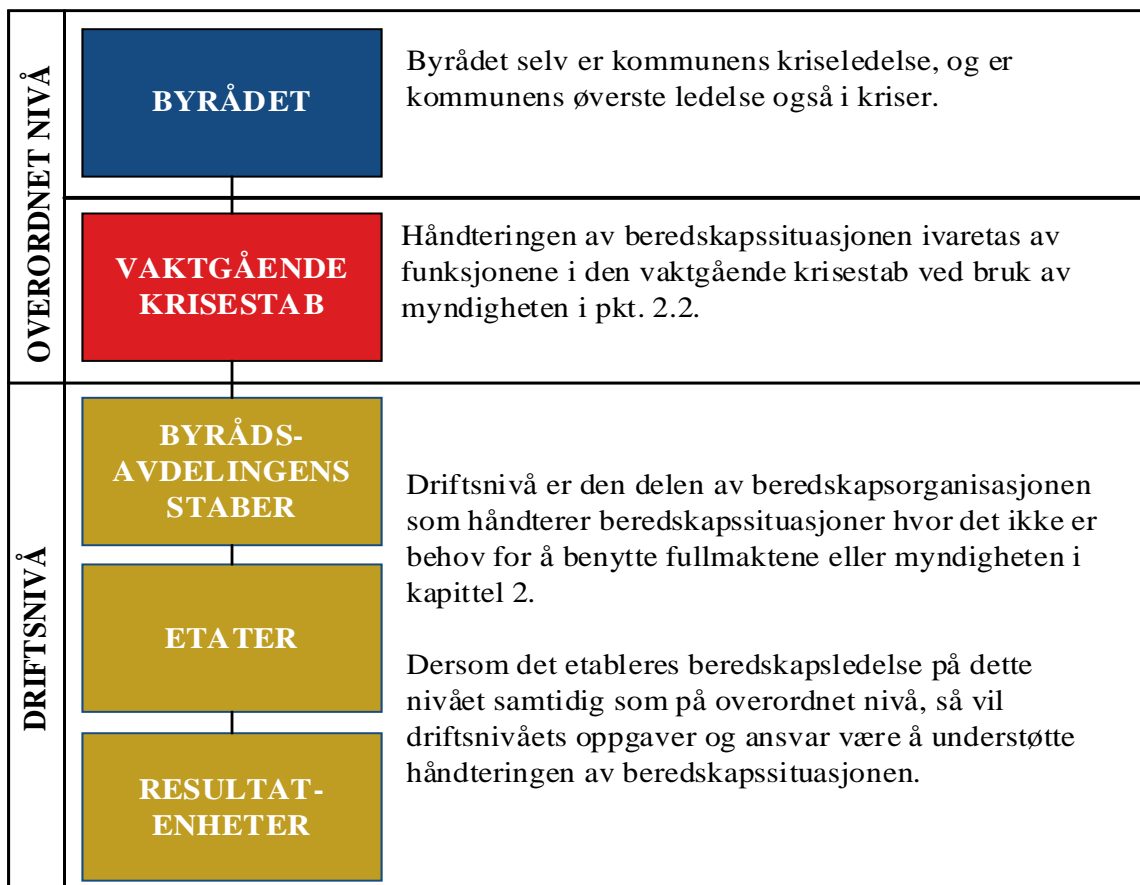 OVERORDNET NIVÅ
BYRÅDET
Byrådet selv er kommunens kriseledelse, og er
kommunens øverste ledelse også i kriser.
VAKTGÅENDE
KRISESTAB
Håndteringen av beredskapssituasjonen ivaretas av
funksjonene i den vaktgående krisestab ved bruk av
myndigheten i pkt. 2.2.
DRIFTSNIVÅ
BYRÅDS-
AVDELINGENS
STABER
ETATER
RESULTAT-
ENHETER
Driftsnivå er den delen av beredskapsorganisasjonen
som håndterer beredskapssituasjoner hvor det ikke er
behov for å benytte fullmaktene eller myndigheten i
kapittel 2.
Dersom det etableres beredskapsledelse på dette
nivået samtidig som på overordnet nivå, så vil
driftsnivåets oppgaver og ansvar være å understøtte
håndteringen av beredskapssituasjonen.